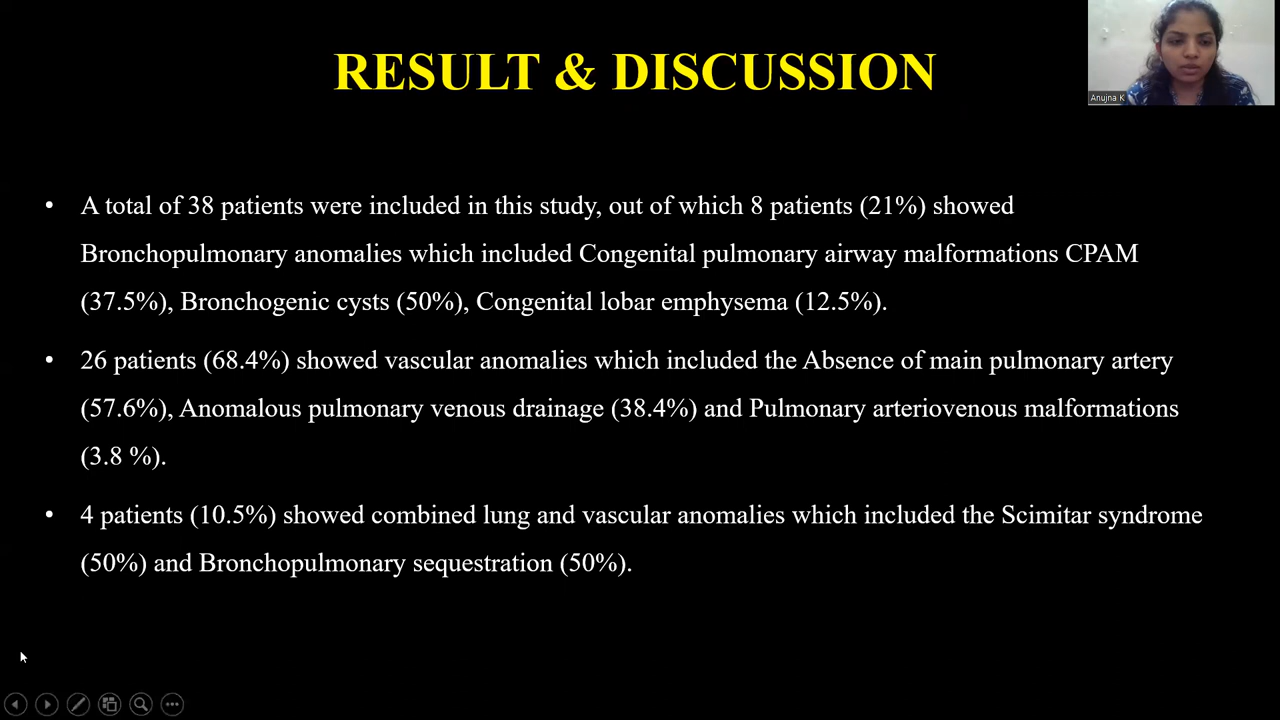 RESULT & DISCUSSION
Anujna K
• A total of 38 patients were included in this study, out of which 8 patients (21%) showed
Bronchopulmonary anomalies which included Congenital pulmonary airway malformations CPAM
(37.5%), Bronchogenic cysts (50%), Congenital lobar emphysema (12.5%).
• 26 patients (68.4%) showed vascular anomalies which included the Absence of main pulmonary artery
(57.6%), Anomalous pulmonary venous drainage (38.4%) and Pulmonary arteriovenous malformations
(3.8 %).
• 4 patients (10.5%) showed combined lung and vascular anomalies which included the Scimitar syndrome
(50%) and Bronchopulmonary sequestration (50%).